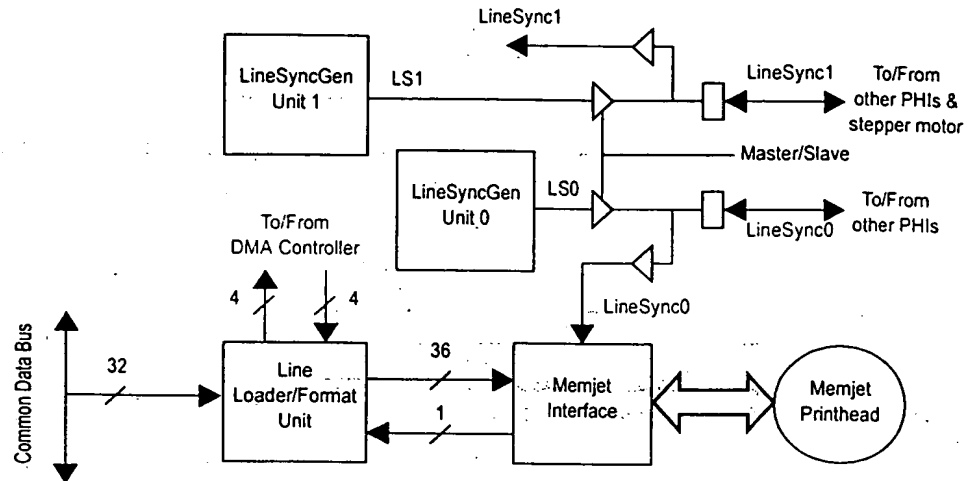 LineSync1
LineSyncGen
Unit 1
LS1
LineSync1
To/From
other PHIs &
stepper motor
Master/Slave
LineSyncGen
Unit 0
LS0
LineSync0
To/From
other PHIs
To/From
DMA Controller
4
4
LineSync0
Common Data Bus
32
Line
Loader/Format
Unit
36
1
Memjet
Interface
Memjet
Printhead